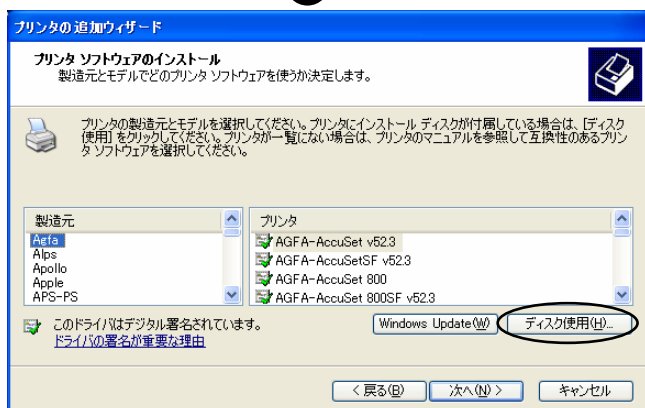 プリンタの追加ウィザード
プリンタ ソフトウェアのインストール
製造元とモデルでどのプリンタ ソフトウェアを使うか決定します。
プリンタの製造元とモデルを選択してください。プリンタにインストール ディスクが付属している場合は、[ディスク
使用] をクリックしてください。プリンタが一覧にない場合は、プリンタのマニュアルを参照して互換性のあるプリン
タ ソフトウェアを選択してください。
製造元
Agfa
Alps
Apollo
Apple
APS-PS
プリンタ
AGFA-AccuSet v52.3
AGFA-AccuSetSF v52.3
AGFA-AccuSet 800
AGFA-AccuSet 800SF v52.3
このドライバはデジタル署名されています。
ドライバの署名が重要な理由
Windows Update(W)
ディスク使用(H)...
< 戻る(B)
次へ(N) >
キャンセル